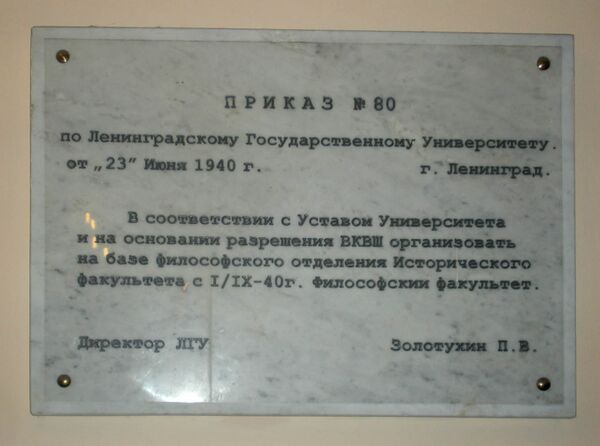 ПРИКАЗ №80
по Ленинградскому Государственному Университету.
от „23" Июня 1940 г. г. Ленинград.
В соответствии с Уставом Университета
и на основании разрешения ВКВШ организовать
на базе философского отделения Исторического
факультета с I/IX-40г. Философский факультет.
Директор ЛГУ Золотухин П.В.